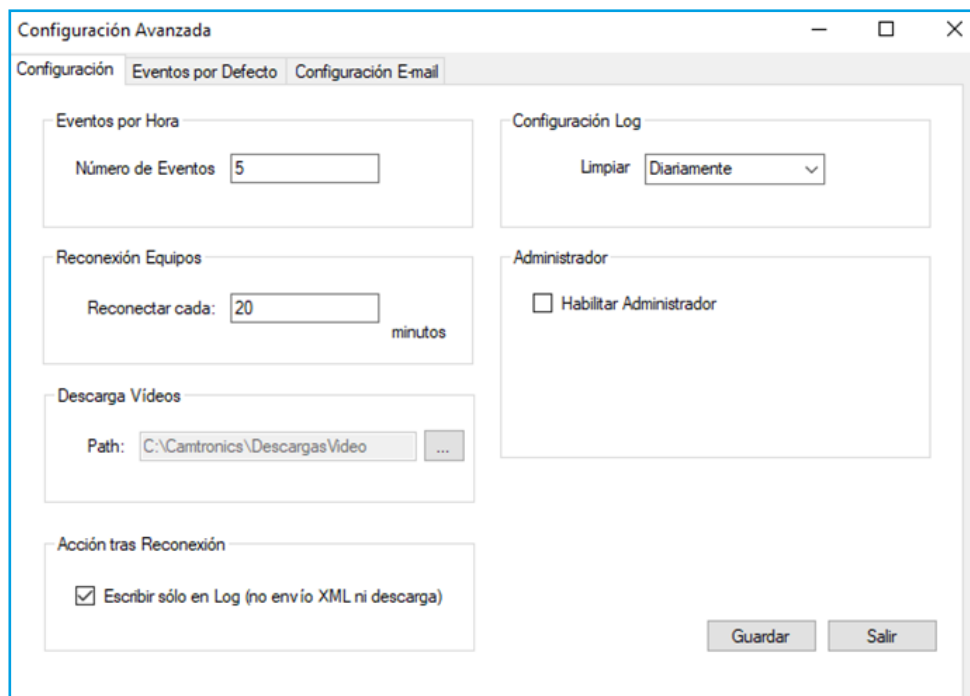 Configuración Avanzada
Configuración Eventos por Defecto Configuración E-mail
Eventos por Hora
Número de Eventos 5
Configuración Log
Limpiar Diariamente
Reconexión Equipos
Reconectar cada: 20
minutos
Administrador
Habilitar Administrador
Descarga Vídeos
Path: C:\Camtronics\DescargasVideo ...
Acción tras Reconexión
Escribir sólo en Log (no envío XML ni descarga)
Guardar Salir